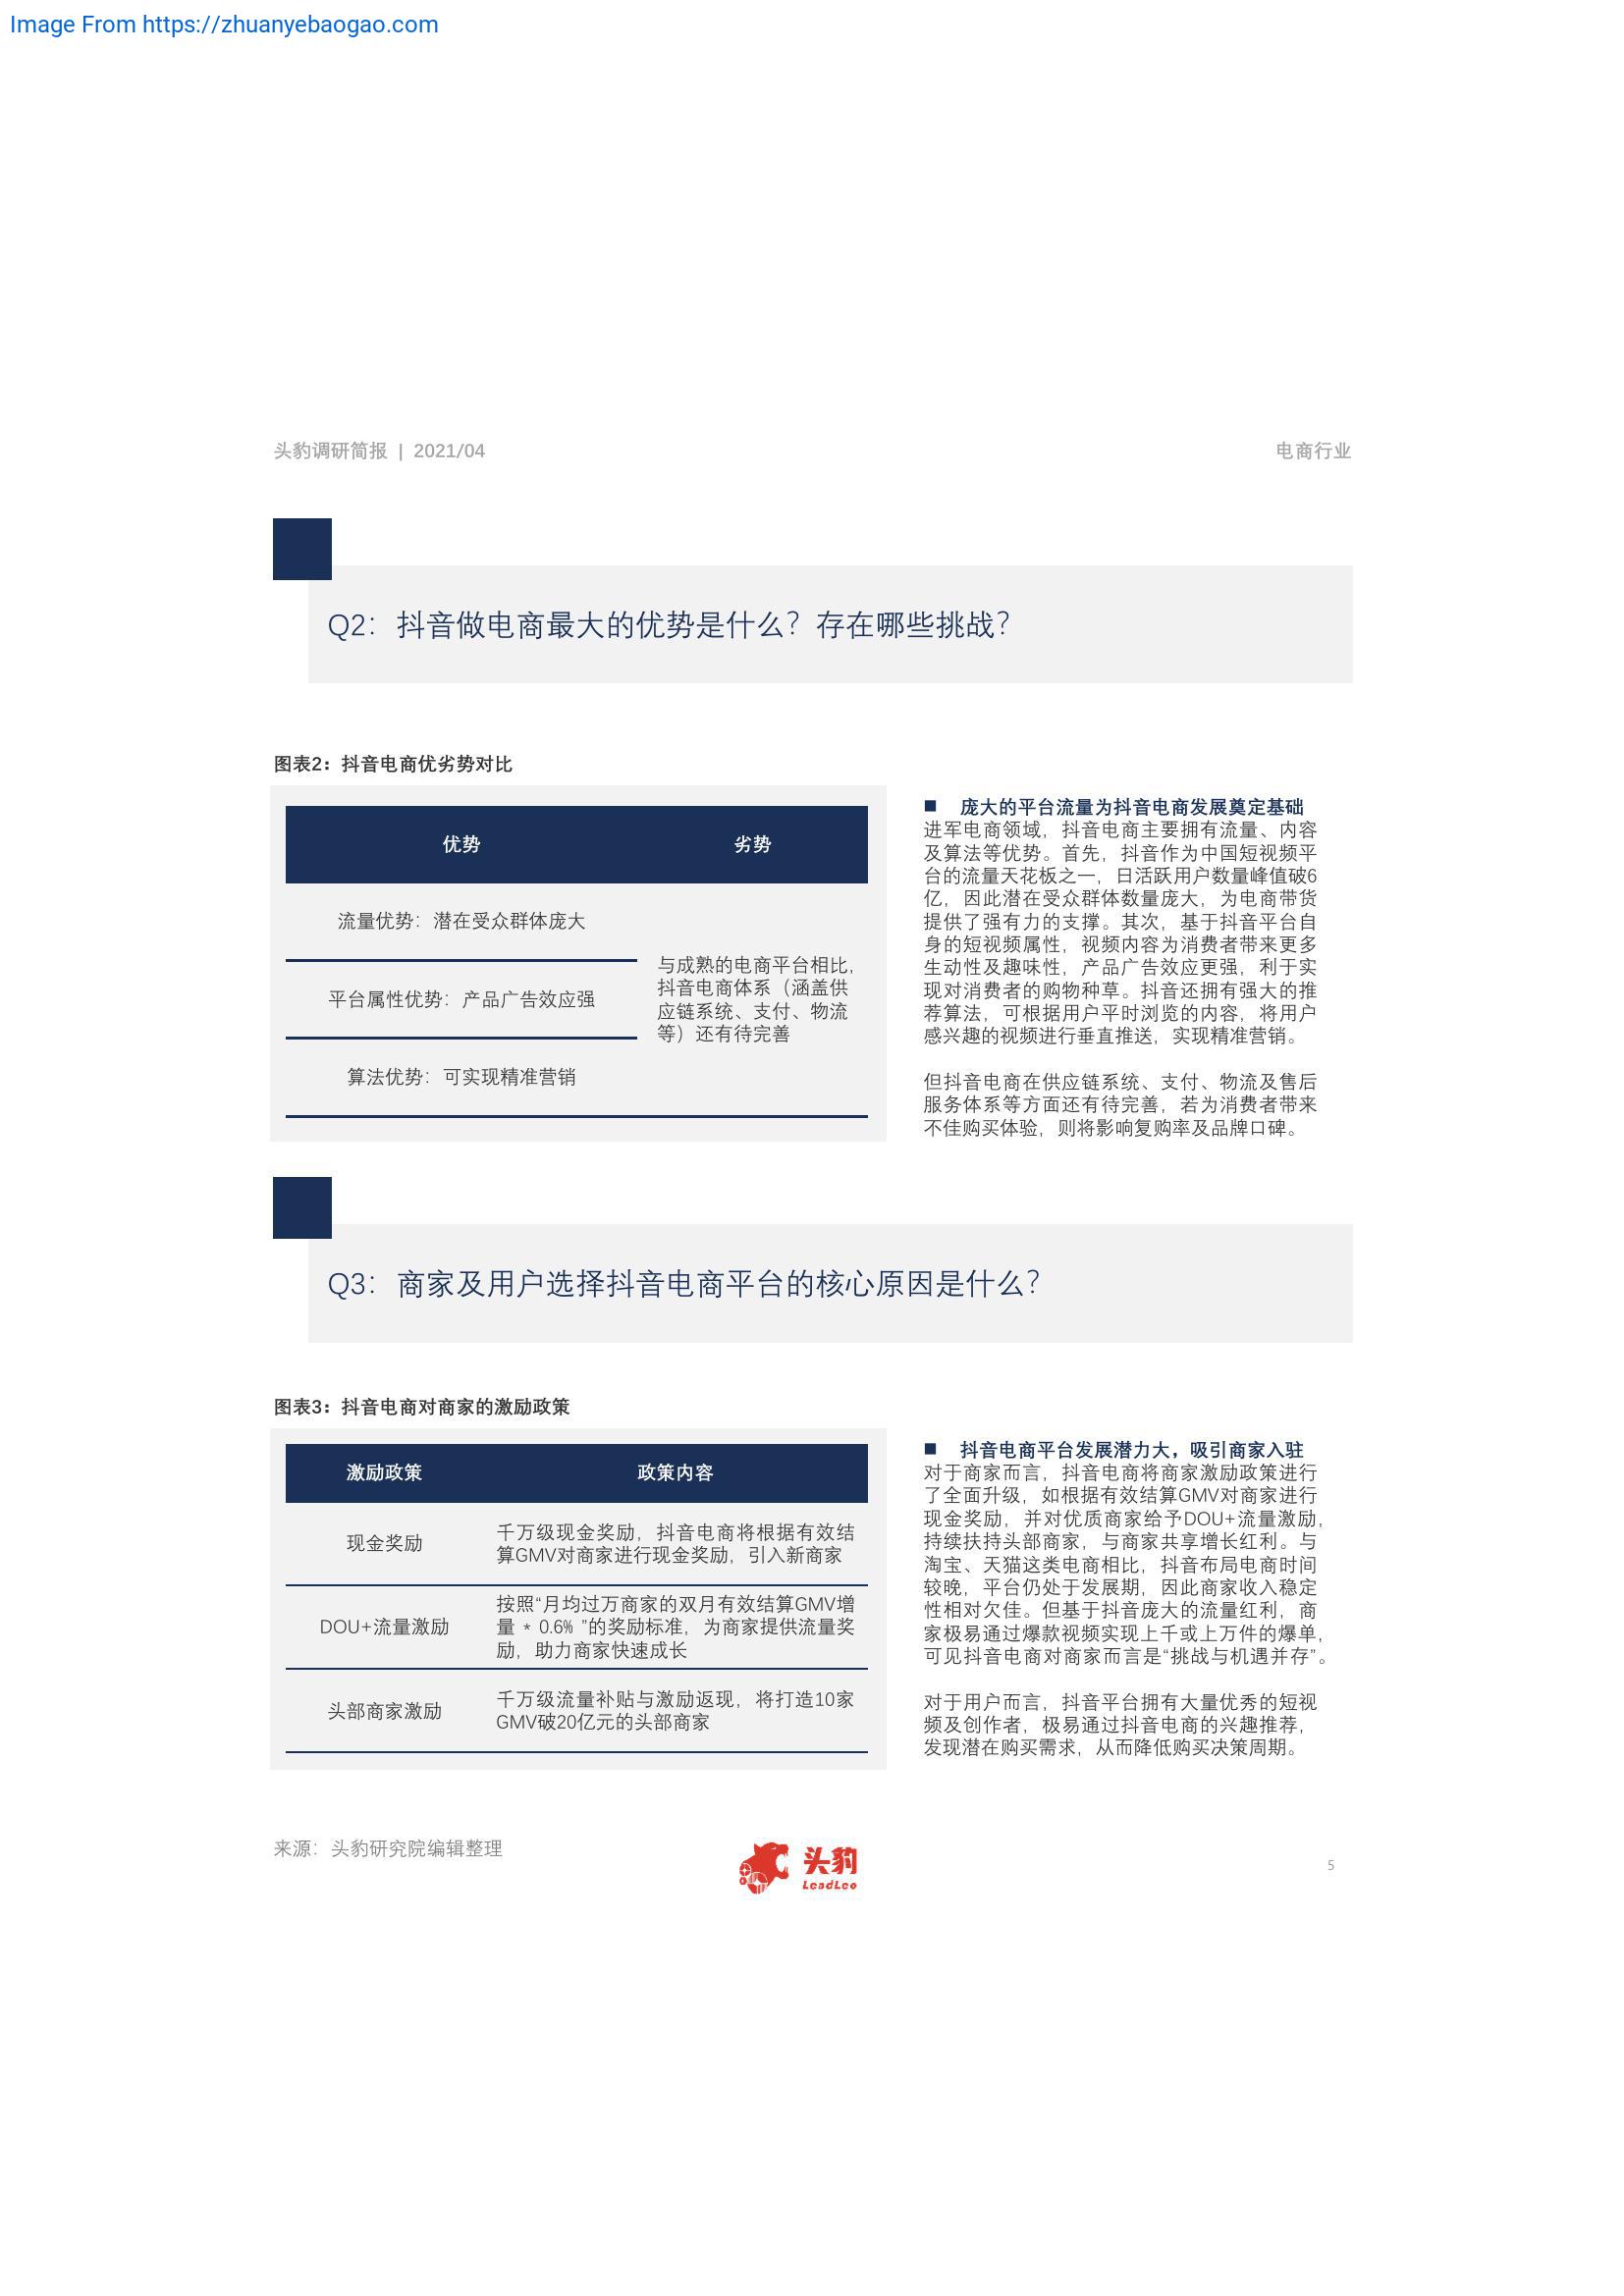 Image From https://zhuanyebaogao.com
头豹调研简报 | 2021/04
电商行业
Q2：抖音做电商最大的优势是什么？存在哪些挑战？
图表2：抖音电商优劣势对比
优势
劣势
流量优势：潜在受众群体庞大
平台属性优势：产品广告效应强
算法优势：可实现精准营销
与成熟的电商平台相比，
抖音电商体系（涵盖供
应链系统、支付、物流
等）还有待完善
■ 庞大的平台流量为抖音电商发展奠定基础
进军电商领域，抖音电商主要拥有流量、内容
及算法等优势。首先，抖音作为中国短视频平
台的流量天花板之一，日活跃用户数量峰值破6
亿，因此潜在受众群体数量庞大，为电商带货
提供了强有力的支撑。其次，基于抖音平台自
身的短视频属性，视频内容为消费者带来更多
生动性及趣味性，产品广告效应更强，利于实
现对消费者的购物种草。抖音还拥有强大的推
荐算法，可根据用户平时浏览的内容，将用户
感兴趣的视频进行垂直推送，实现精准营销。
但抖音电商在供应链系统、支付、物流及售后
服务体系等方面还有待完善，若为消费者带来
不佳购买体验，则将影响复购率及品牌口碑。
Q3：商家及用户选择抖音电商平台的核心原因是什么？
图表3：抖音电商对商家的激励政策
激励政策
政策内容
现金奖励
千万级现金奖励，抖音电商将根据有效结
算GMV对商家进行现金奖励，引入新商家
DOU+流量激励
按照“月均过万商家的双月有效结算GMV增
量 * 0.6% ”的奖励标准，为商家提供流量奖
励，助力商家快速成长
头部商家激励
千万级流量补贴与激励返现，将打造10家
GMV破20亿元的头部商家
■ 抖音电商平台发展潜力大，吸引商家入驻
对于商家而言，抖音电商将商家激励政策进行
了全面升级，如根据有效结算GMV对商家进行
现金奖励，并对优质商家给予DOU+流量激励，
持续扶持头部商家，与商家共享增长红利。与
淘宝、天猫这类电商相比，抖音布局电商时间
较晚，平台仍处于发展期，因此商家收入稳定
性相对欠佳。但基于抖音庞大的流量红利，商
家极易通过爆款视频实现上千或上万件的爆单，
可见抖音电商对商家而言是“挑战与机遇并存”。
对于用户而言，抖音平台拥有大量优秀的短视
频及创作者，极易通过抖音电商的兴趣推荐，
发现潜在购买需求，从而降低购买决策周期。
来源：头豹研究院编辑整理
头豹
LeadLeo
5